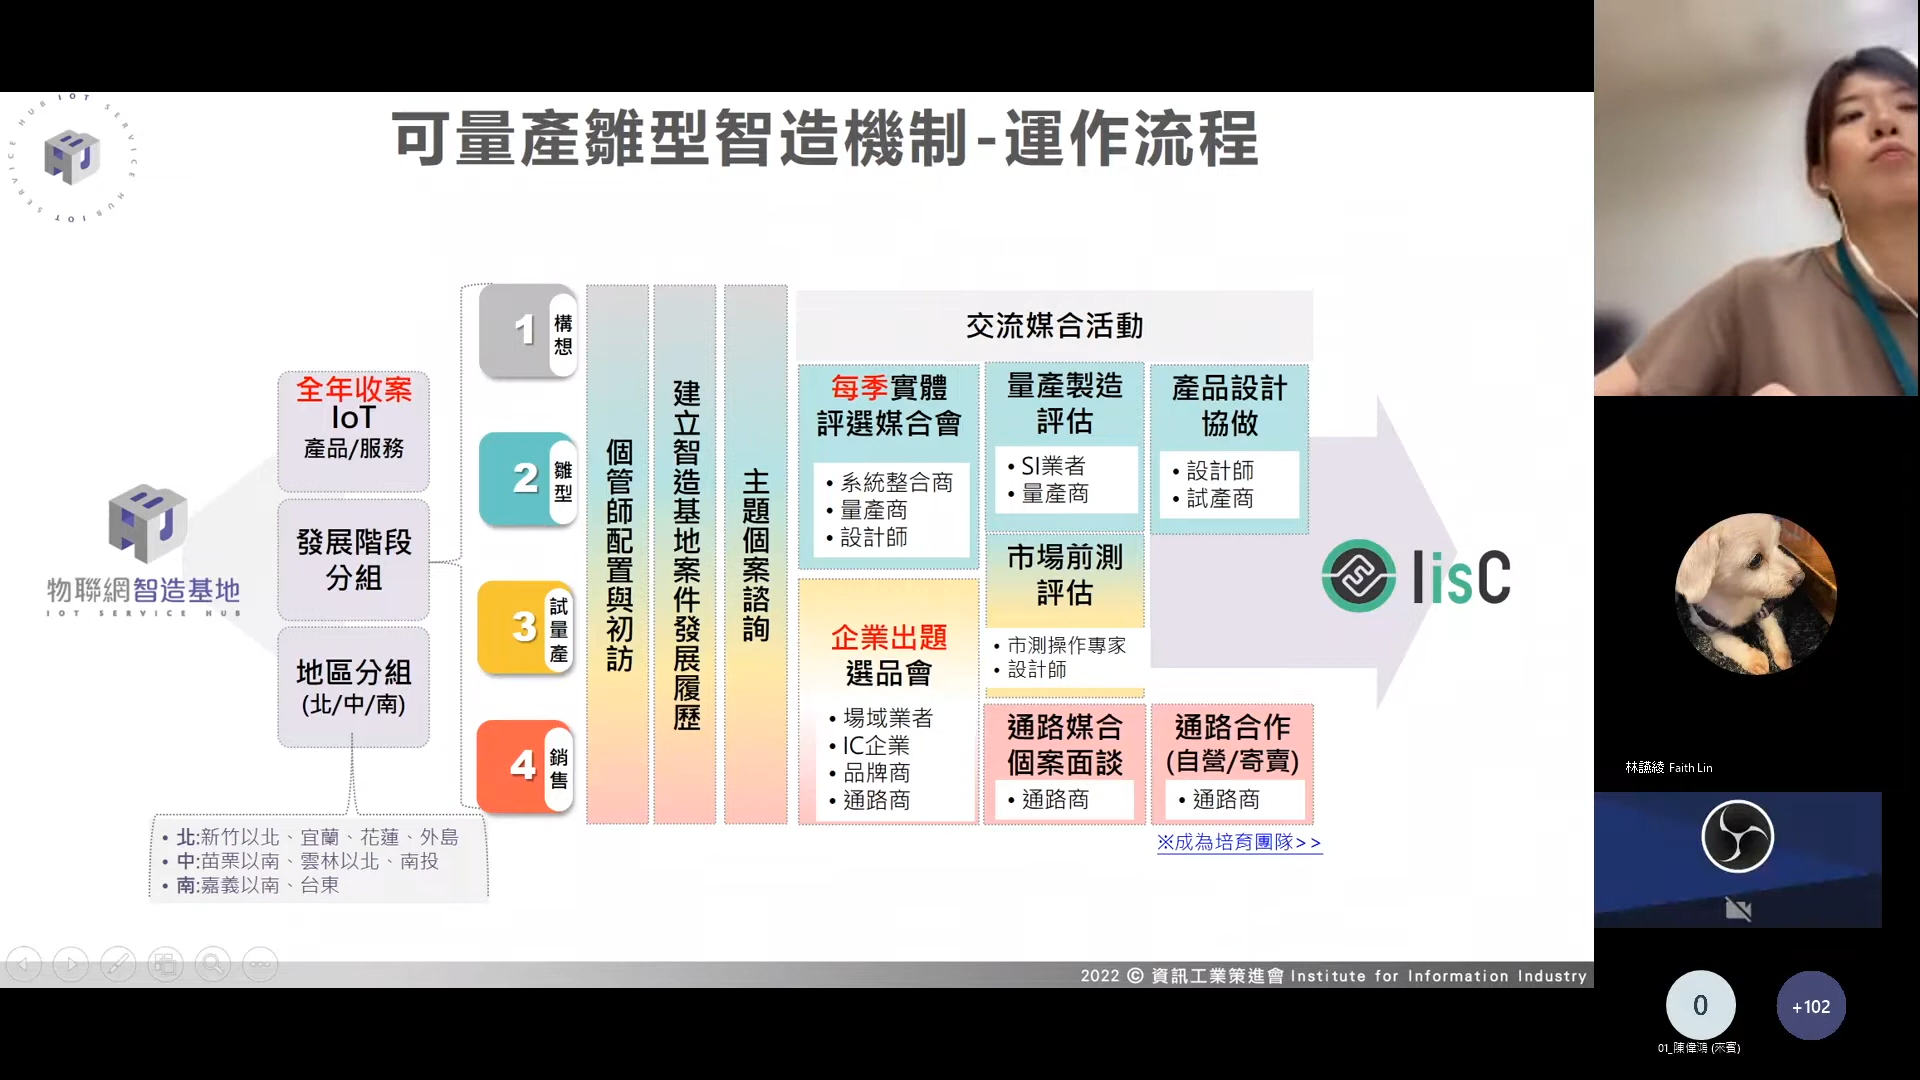 IOT SERVICE HUB IOT SERVICE HUB
可量產雛型智造機制-運作流程
物聯網智造基地
IOT SERVICE HUB
全年收案
IoT
產品/服務
發展階段
分組
地區分組
(北/中/南)
• 北:新竹以北、宜蘭、花蓮、外島
• 中:苗栗以南、雲林以北、南投
• 南:嘉義以南、台東
1 構想
2 雛型
3 試量產
4 銷售
個管師配置與初訪
建立智造基地案件發展履歷
主題個案諮詢
交流媒合活動
每季實體
評選媒合會
• 系統整合商
• 量產商
• 設計師
企業出題
選品會
• 場域業者
• IC企業
• 品牌商
• 通路商
量產製造
評估
• SI業者
• 量產商
市場前測
評估
• 市測操作專家
• 設計師
通路媒合
個案面談
• 通路商
產品設計
協做
• 設計師
• 試產商
通路合作
(自營/寄賣)
• 通路商
※成為培育團隊>>
IisC
2022 © 資訊工業策進會 Institute for Information Industry
林讌綾 Faith Lin
0
+102
01_陳偉鴻 (來賓)